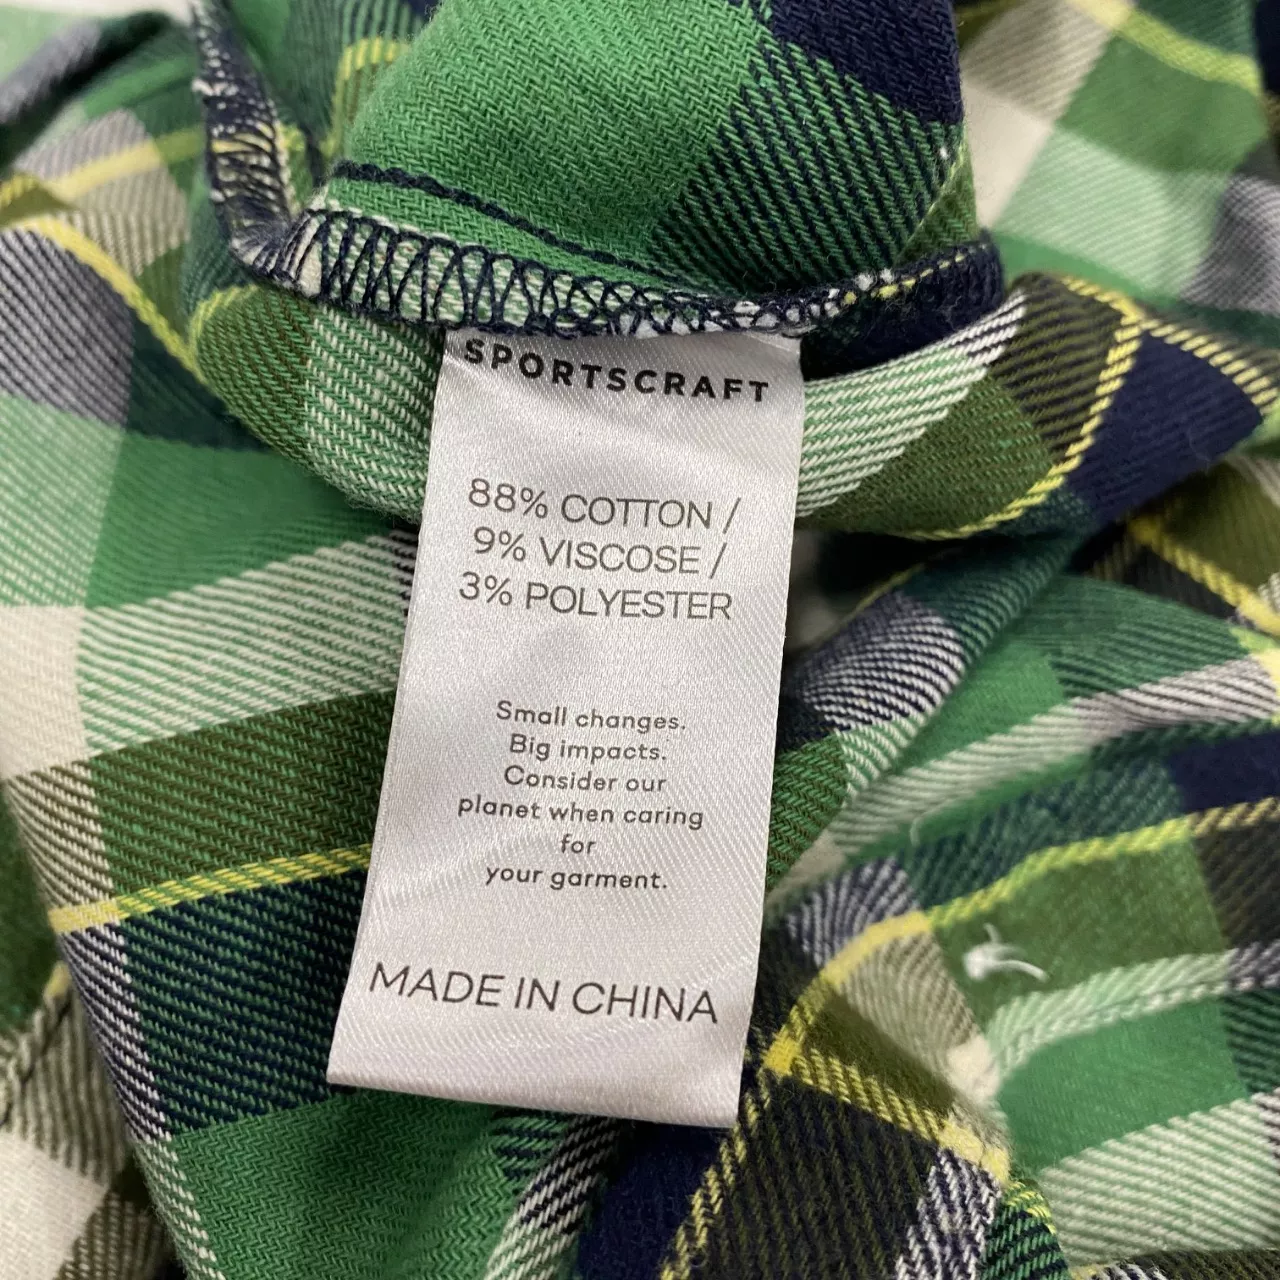 SPORTSCRAFT
88% COTTON /
9% VISCOSE /
3% POLYESTER
Small changes.
Big impacts.
Consider our
planet when caring
for
your garment.
MADE IN CHINA